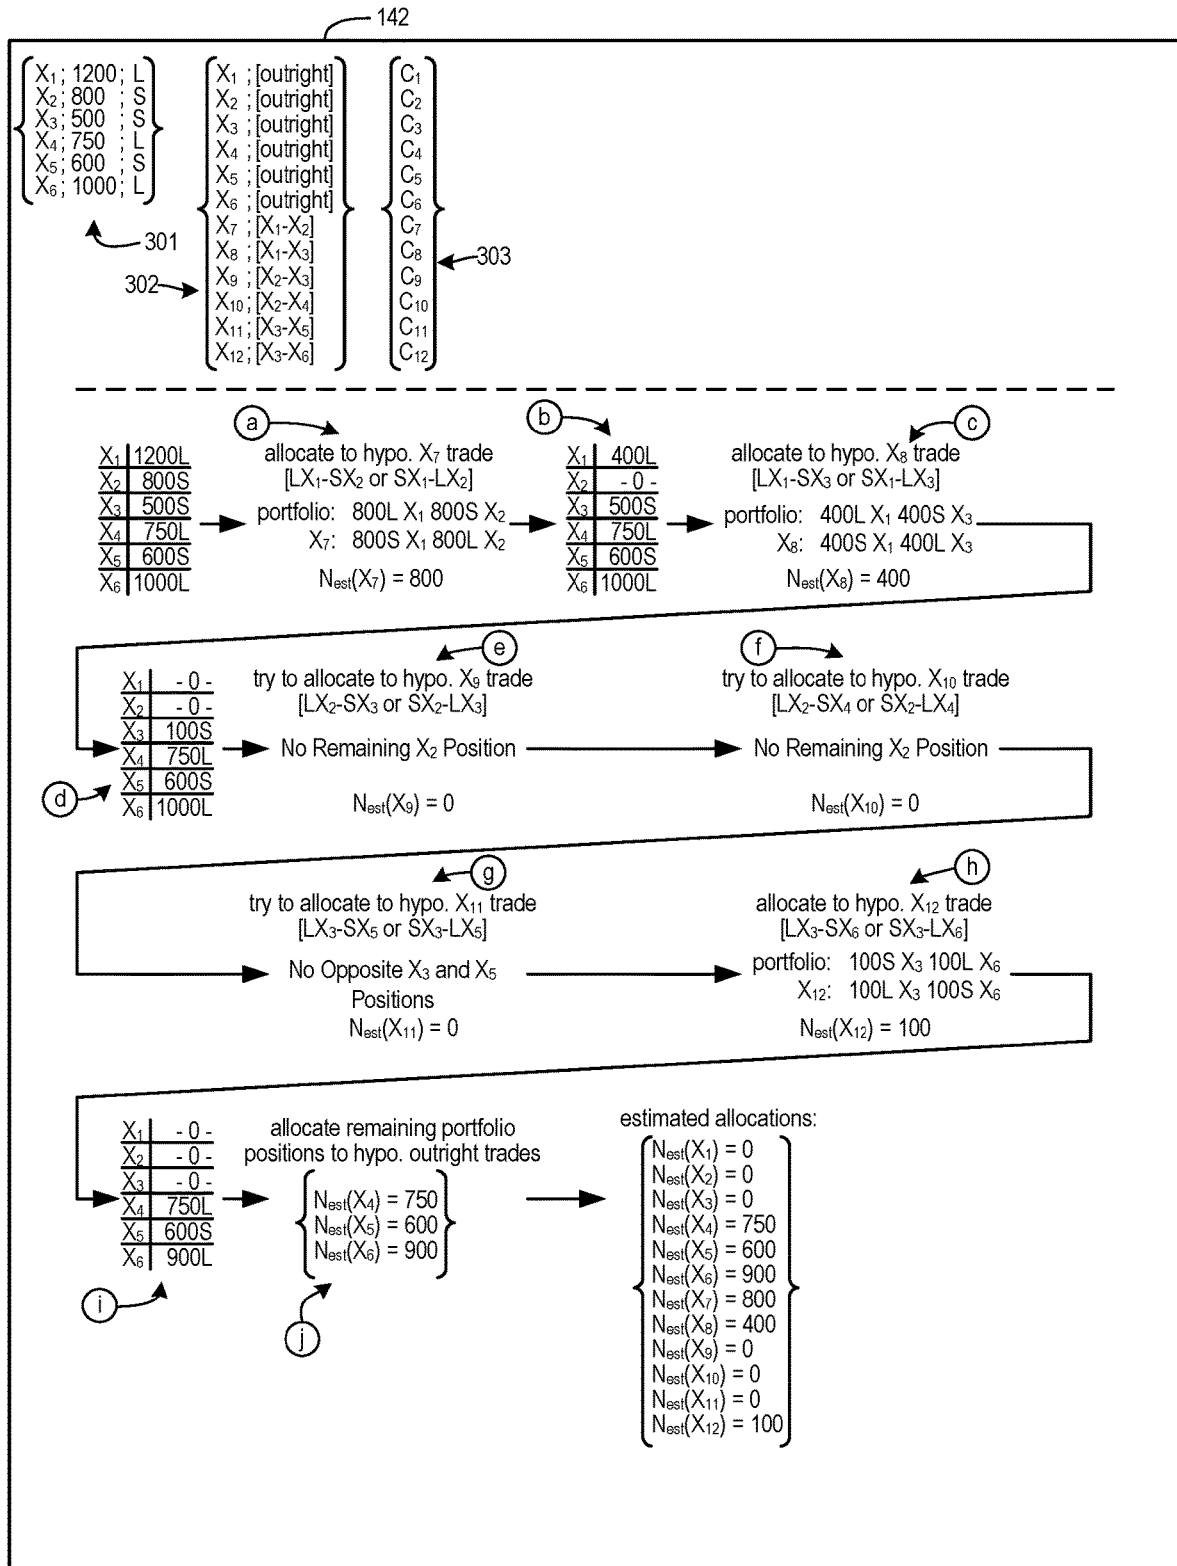 142
X1 ; 1200 ; L
X2 ; 800 ; S
X3 ; 500 ; S
X4 ; 750 ; L
X5 ; 600 ; S
X6 ; 1000 ; L
301
X1 ; [outright]
X2 ; [outright]
X3 ; [outright]
X4 ; [outright]
X5 ; [outright]
X6 ; [outright]
X7 ; [X1-X2]
X8 ; [X1-X3]
X9 ; [X2-X3]
X10 ; [X2-X4]
X11 ; [X3-X5]
X12 ; [X3-X6]
302
C1
C2
C3
C4
C5
C6
C7
C8
C9
C10
C11
C12
303
X1 1200L
X2 800S
X3 500S
X4 750L
X5 600S
X6 1000L
a
allocate to hypo. X7 trade
[LX1-SX2 or SX1-LX2]
portfolio: 800L X1 800S X2
X7: 800S X1 800L X2
Nest(X7) = 800
b
X1 400L
X2 - 0 -
X3 500S
X4 750L
X5 600S
X6 1000L
c
allocate to hypo. X8 trade
[LX1-SX3 or SX1-LX3]
portfolio: 400L X1 400S X3
X8: 400S X1 400L X3
Nest(X8) = 400
d
X1 - 0 -
X2 - 0 -
X3 100S
X4 750L
X5 600S
X6 1000L
e
try to allocate to hypo. X9 trade
[LX2-SX3 or SX2-LX3]
No Remaining X2 Position
Nest(X9) = 0
f
try to allocate to hypo. X10 trade
[LX2-SX4 or SX2-LX4]
No Remaining X2 Position
Nest(X10) = 0
g
try to allocate to hypo. X11 trade
[LX3-SX5 or SX3-LX5]
No Opposite X3 and X5
Positions
Nest(X11) = 0
h
allocate to hypo. X12 trade
[LX3-SX6 or SX3-LX6]
portfolio: 100S X3 100L X6
X12: 100L X3 100S X6
Nest(X12) = 100
X1 - 0 -
X2 - 0 -
X3 - 0 -
X4 750L
X5 600S
X6 900L
i
allocate remaining portfolio
positions to hypo. outright trades
Nest(X4) = 750
Nest(X5) = 600
Nest(X6) = 900
j
estimated allocations:
Nest(X1) = 0
Nest(X2) = 0
Nest(X3) = 0
Nest(X4) = 750
Nest(X5) = 600
Nest(X6) = 900
Nest(X7) = 800
Nest(X8) = 400
Nest(X9) = 0
Nest(X10) = 0
Nest(X11) = 0
Nest(X12) = 100